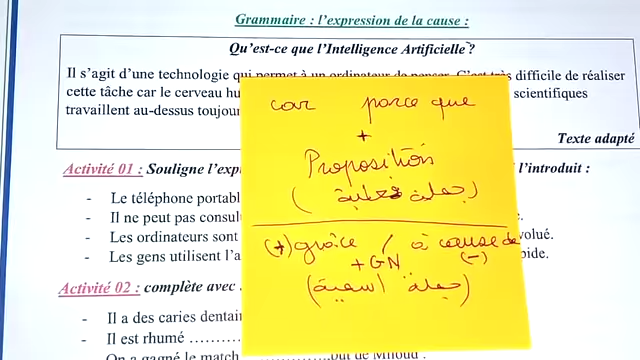 Grammaire : l'expression de la cause :
Qu'est-ce que l'Intelligence Artificielle ?
Il s'agit d'une technologie qui permet à un ordinateur de penser. C'est très difficile de réaliser
cette tâche car le cerveau hu
scientifiques
travaillent au-dessus toujour
Texte adapté
Activité 01 : Souligne l'exp
l'introduit :
- Le téléphone portabl
- Il ne peut pas consul
e.
- Les ordinateurs sont
volué.
- Les gens utilisent l'a
pide.
Activité 02 : complète avec
- Il a des caries dentair
- Il est rhumé ………
On a gagné le match ……………but de Miloud .
car parce que
+
Proposition
(جملة فعلية)
(+) grâce / à cause de
+ GN (-)
(جملة اسمية)